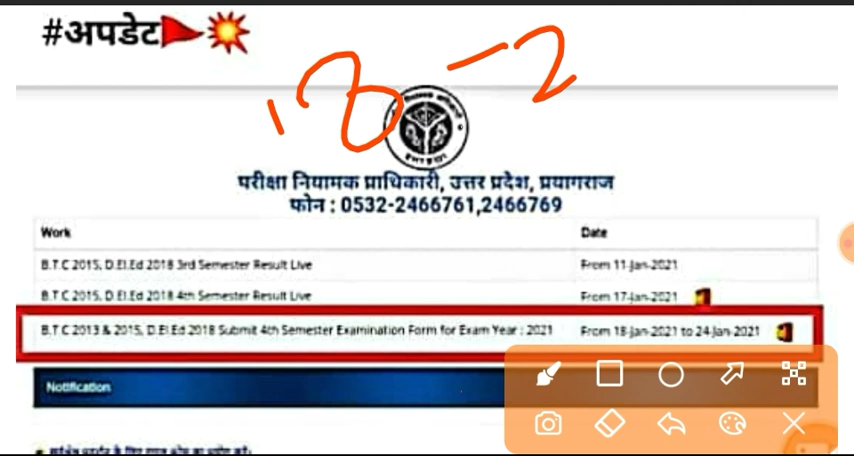 #अपडेट
18-2
परीक्षा नियामक प्राधिकारी, उत्तर प्रदेश, प्रयागराज
फोन : 0532-2466761,2466769
Work Date
B.T.C 2015, D.El.Ed 2018 3rd Semester Result Live From 11-Jan-2021
B.T.C 2015, D.El.Ed 2018 4th Semester Result Live From 17-Jan-2021
B.T.C 2013 & 2015, D.El.Ed 2018 Submit 4th Semester Examination Form for Exam Year : 2021 From 18-Jan-2021 to 24-Jan-2021
Notification